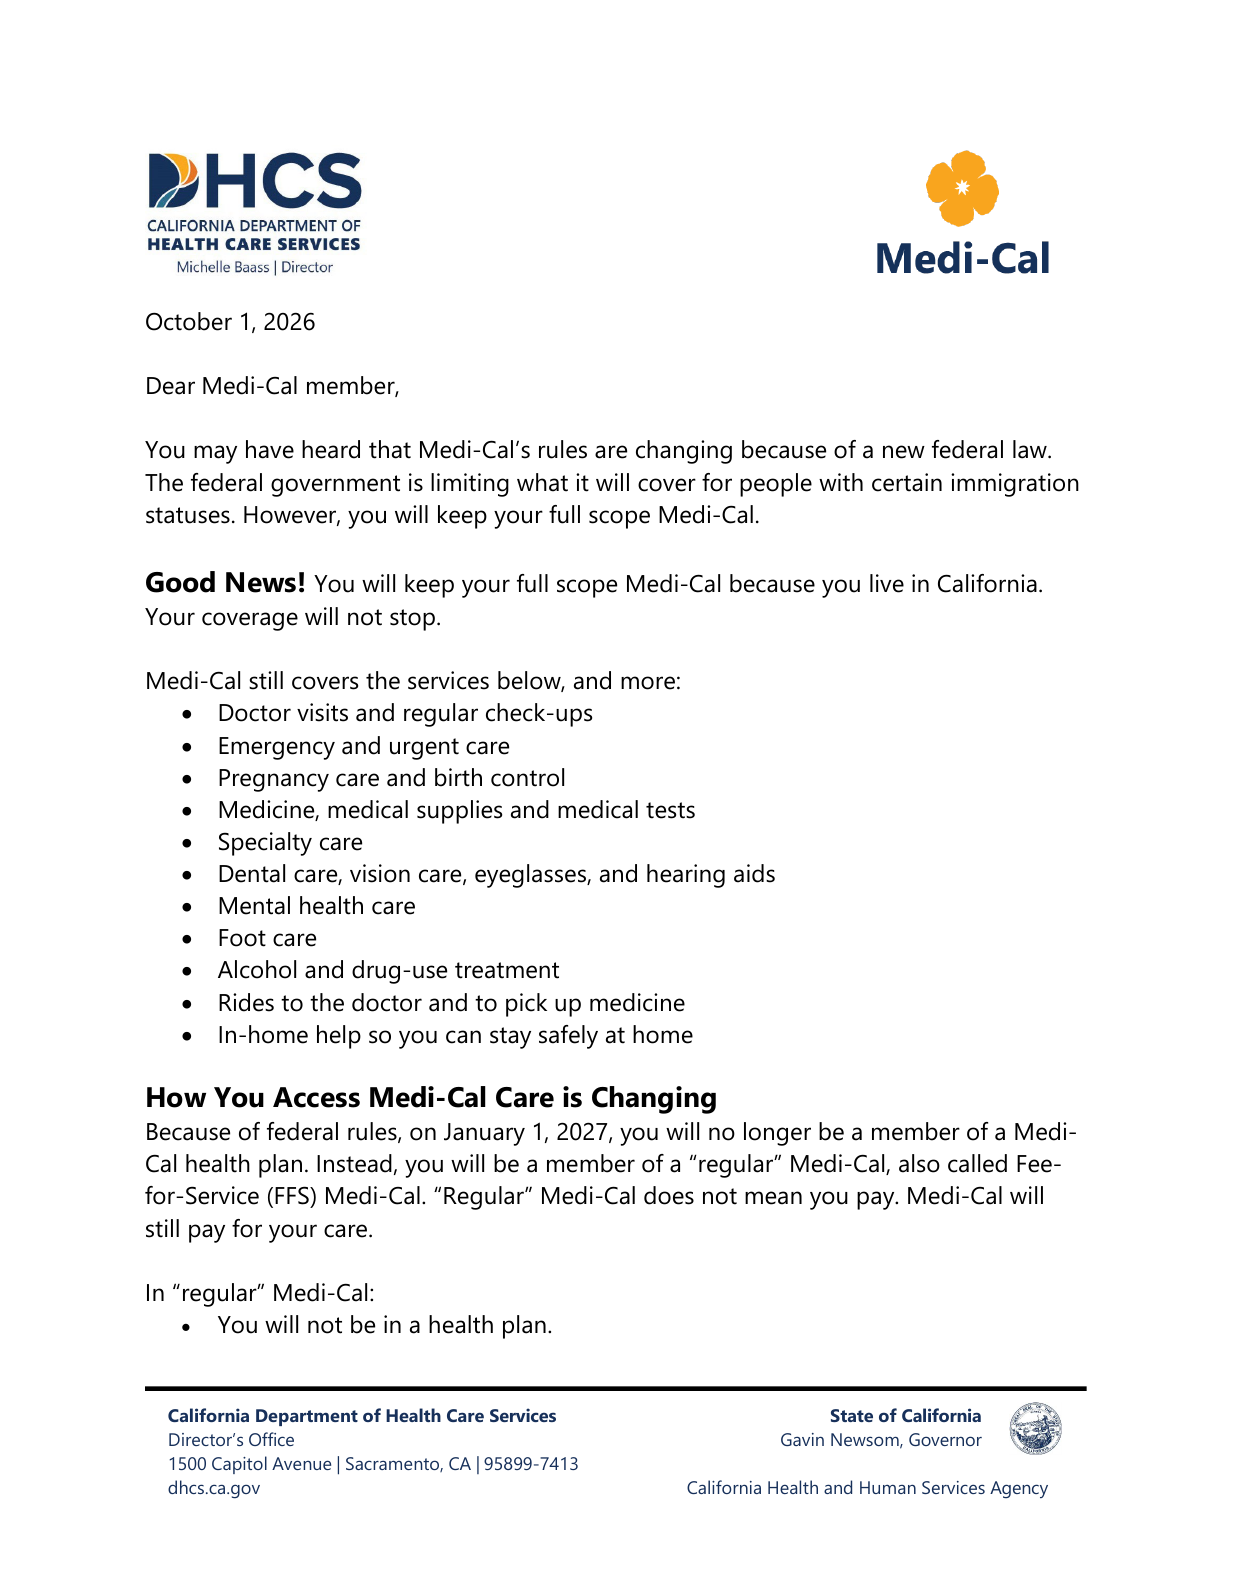 DHCS
CALIFORNIA DEPARTMENT OF
HEALTH CARE SERVICES
Michelle Baass | Director
Medi-Cal
October 1, 2026
Dear Medi-Cal member,
You may have heard that Medi-Cal’s rules are changing because of a new federal law.
The federal government is limiting what it will cover for people with certain immigration
statuses. However, you will keep your full scope Medi-Cal.
Good News! You will keep your full scope Medi-Cal because you live in California.
Your coverage will not stop.
Medi-Cal still covers the services below, and more:
• Doctor visits and regular check-ups
• Emergency and urgent care
• Pregnancy care and birth control
• Medicine, medical supplies and medical tests
• Specialty care
• Dental care, vision care, eyeglasses, and hearing aids
• Mental health care
• Foot care
• Alcohol and drug-use treatment
• Rides to the doctor and to pick up medicine
• In-home help so you can stay safely at home
How You Access Medi-Cal Care is Changing
Because of federal rules, on January 1, 2027, you will no longer be a member of a Medi-
Cal health plan. Instead, you will be a member of a “regular” Medi-Cal, also called Fee-
for-Service (FFS) Medi-Cal. “Regular” Medi-Cal does not mean you pay. Medi-Cal will
still pay for your care.
In “regular” Medi-Cal:
• You will not be in a health plan.
California Department of Health Care Services
Director’s Office
1500 Capitol Avenue | Sacramento, CA | 95899-7413
dhcs.ca.gov
State of California
Gavin Newsom, Governor
California Health and Human Services Agency